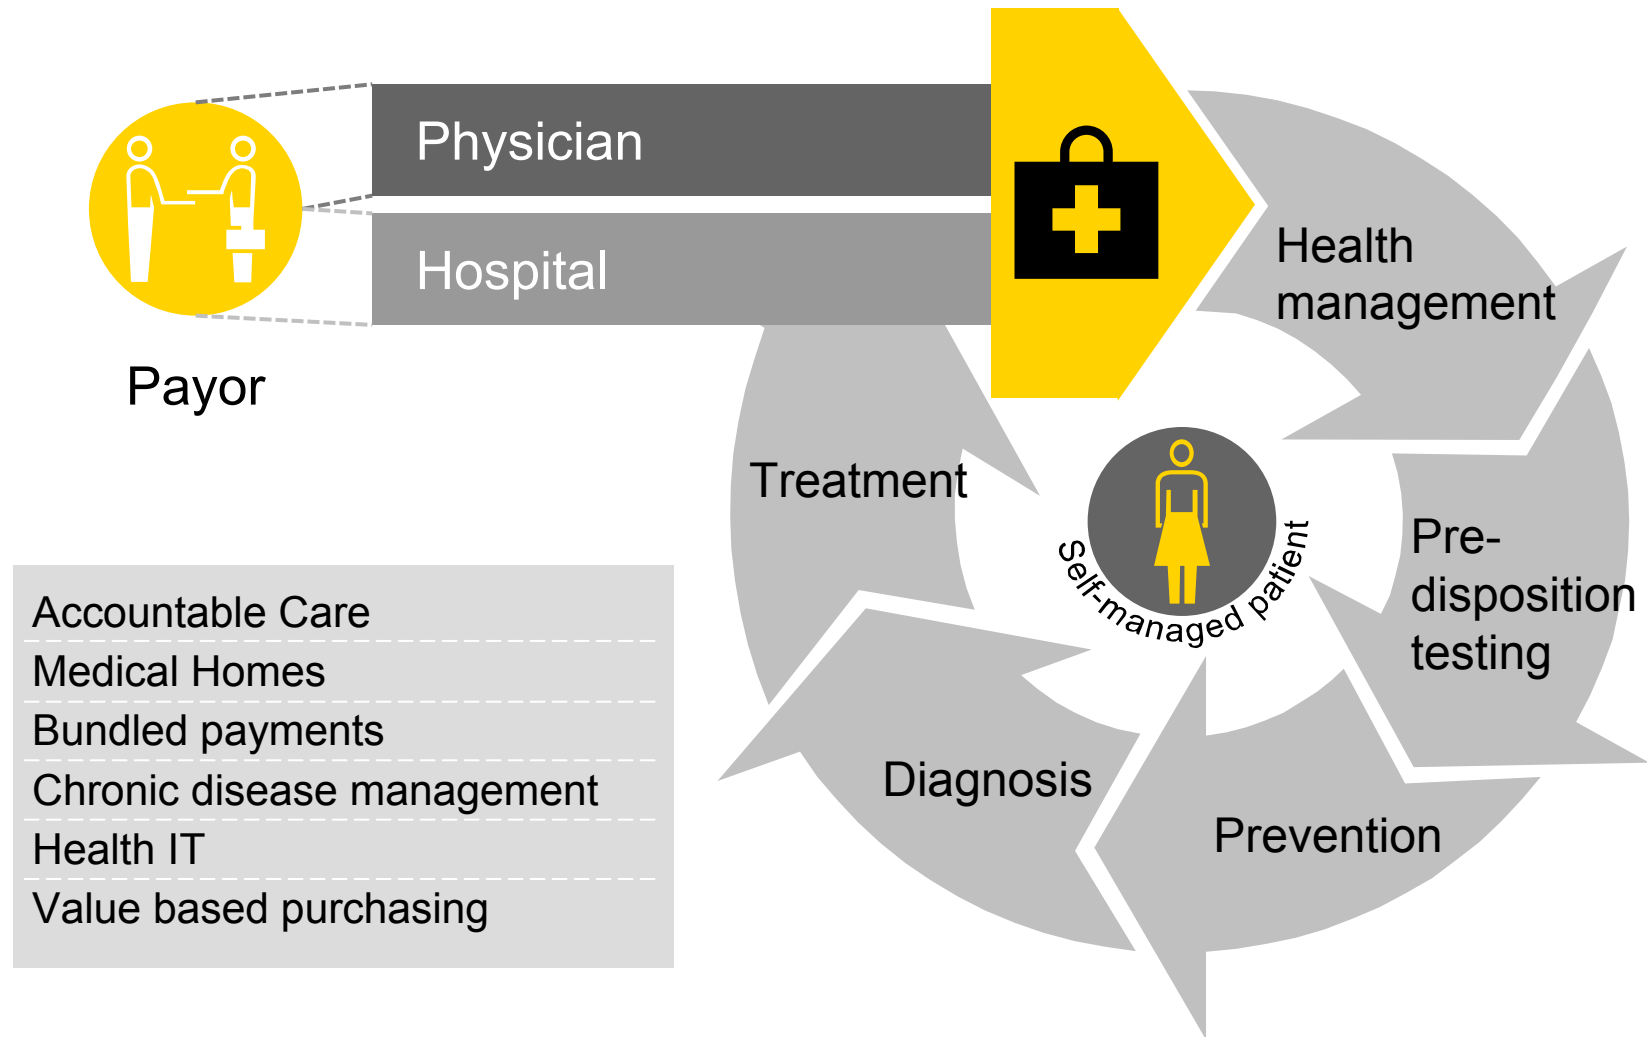 Physician
Hospital
Payor
Health
management
Pre-
disposition
testing
Prevention
Diagnosis
Treatment
Self-managed patient
Accountable Care
Medical Homes
Bundled payments
Chronic disease management
Health IT
Value based purchasing